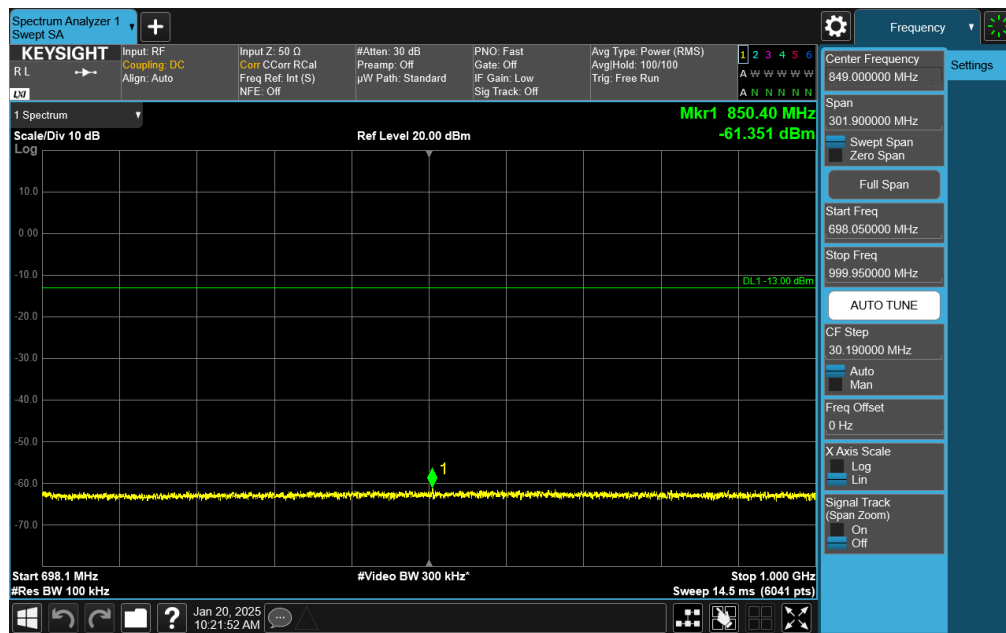 Spectrum Analyzer 1
Swept SA
Frequency
KEYSIGHT
R L
LXI
Input: RF
Coupling: DC
Align: Auto
Input Z: 50 Ω
Corr CCorr RCal
Freq Ref: Int (S)
NFE: Off
#Atten: 30 dB
Preamp: Off
µW Path: Standard
PNO: Fast
Gate: Off
IF Gain: Low
Sig Track: Off
Avg Type: Power (RMS)
Avg|Hold: 100/100
Trig: Free Run
1 2 3 4 5 6
A W W W W W
A N N N N N
1 Spectrum
Scale/Div 10 dB
Ref Level 20.00 dBm
Mkr1 850.40 MHz
-61.351 dBm
Log
10.0
0.00
-10.0
DL1 -13.00 dBm
-20.0
-30.0
-40.0
-50.0
1
-60.0
-70.0
Start 698.1 MHz
#Video BW 300 kHz*
Stop 1.000 GHz
#Res BW 100 kHz
Sweep 14.5 ms (6041 pts)
Center Frequency
849.000000 MHz
Settings
Span
301.900000 MHz
Swept Span
Zero Span
Full Span
Start Freq
698.050000 MHz
Stop Freq
999.950000 MHz
AUTO TUNE
CF Step
30.190000 MHz
Auto
Man
Freq Offset
0 Hz
X Axis Scale
Log
Lin
Signal Track
(Span Zoom)
On
Off
?
Jan 20, 2025
10:21:52 AM